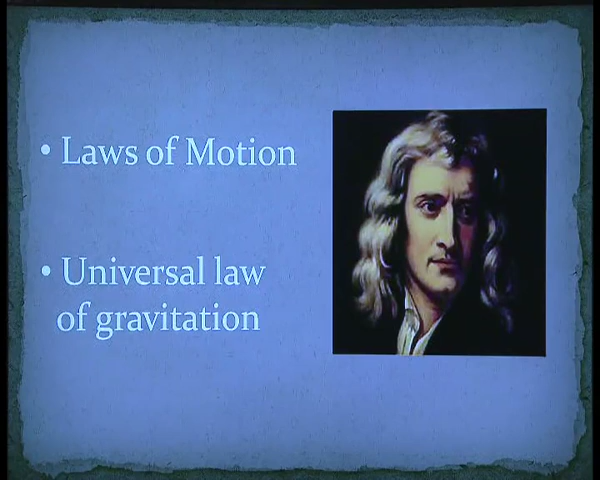 • Laws of Motion
• Universal law
of gravitation